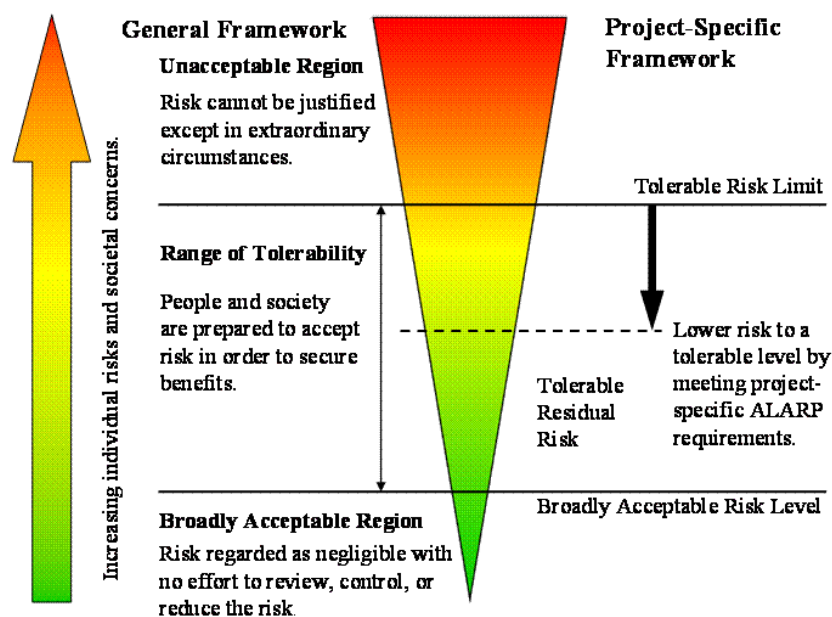 General Framework
Unacceptable Region
Risk cannot be justified
except in extraordinary
circumstances.
Project-Specific
Framework
Tolerable Risk Limit
Increasing individual risks and societal concerns.
Range of Tolerability
People and society
are prepared to accept
risk in order to secure
benefits.
Lower risk to a
tolerable level by
meeting project-
specific ALARP
requirements.
Tolerable
Residual
Risk
Broadly Acceptable Risk Level
Broadly Acceptable Region
Risk regarded as negligible with
no effort to review, control, or
reduce the risk.